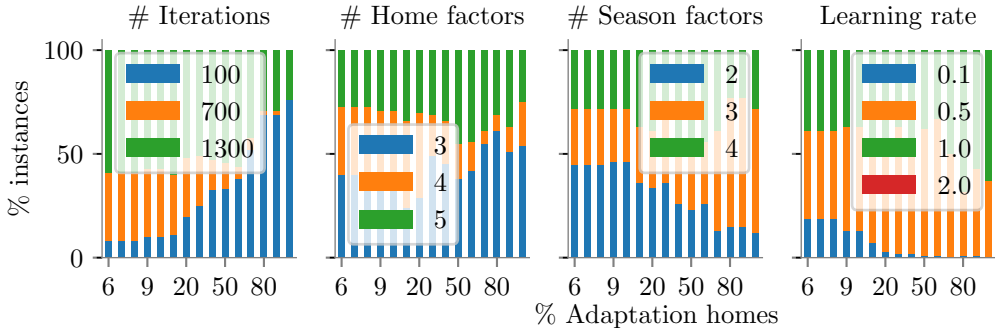 # Iterations
# Home factors
# Season factors
Learning rate
% instances
100
50
0
100
700
1300
3
4
5
2
3
4
0.1
0.5
1.0
2.0
6 9 20 50 80
6 9 20 50 80
6 9 20 50 80
6 9 20 50 80
% Adaptation homes